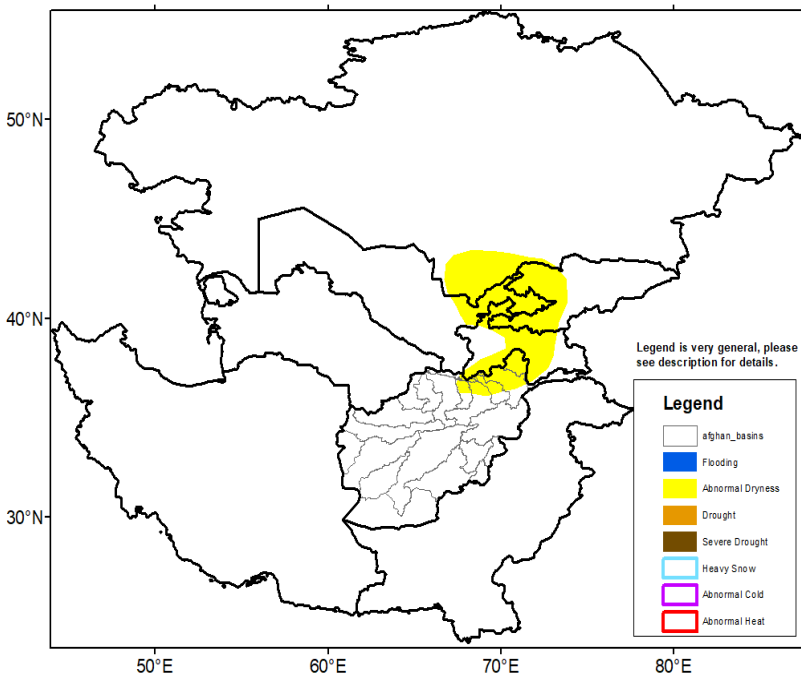 50°N
40°N
30°N
50°E
60°E
70°E
80°E
Legend is very general, please
see description for details.
Legend
afghan_basins
Flooding
Abnormal Dryness
Drought
Severe Drought
Heavy Snow
Abnormal Cold
Abnormal Heat